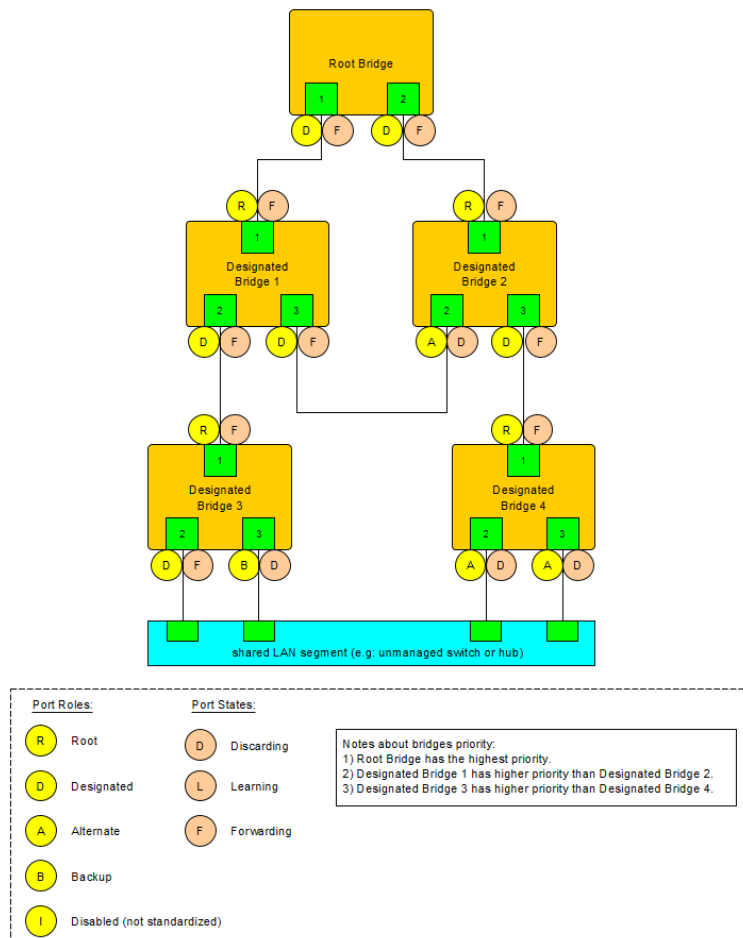 Root Bridge
1
2
D F
D F
R F
R F
1
1
Designated
Bridge 1
Designated
Bridge 2
2
3
2
3
D F
D F
A D
D F
R F
R F
1
1
Designated
Bridge 3
Designated
Bridge 4
2
3
2
3
D F
B D
A D
A D
shared LAN segment (e.g: unmanaged switch or hub)
Port Roles:
R Root
D Designated
A Alternate
B Backup
I Disabled (not standardized)
Port States:
D Discarding
L Learning
F Forwarding
Notes about bridges priority:
1) Root Bridge has the highest priority.
2) Designated Bridge 1 has higher priority than Designated Bridge 2.
3) Designated Bridge 3 has higher priority than Designated Bridge 4.